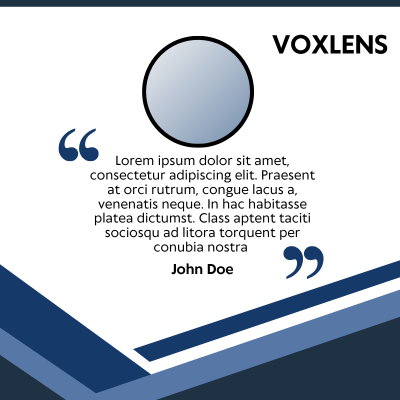 VOXLENS
“
Lorem ipsum dolor sit amet,
consectetur adipiscing elit. Praesent
at orci rutrum, congue lacus a,
venenatis neque. In hac habitasse
platea dictumst. Class aptent taciti
sociosqu ad litora torquent per
conubia nostra
”
John Doe